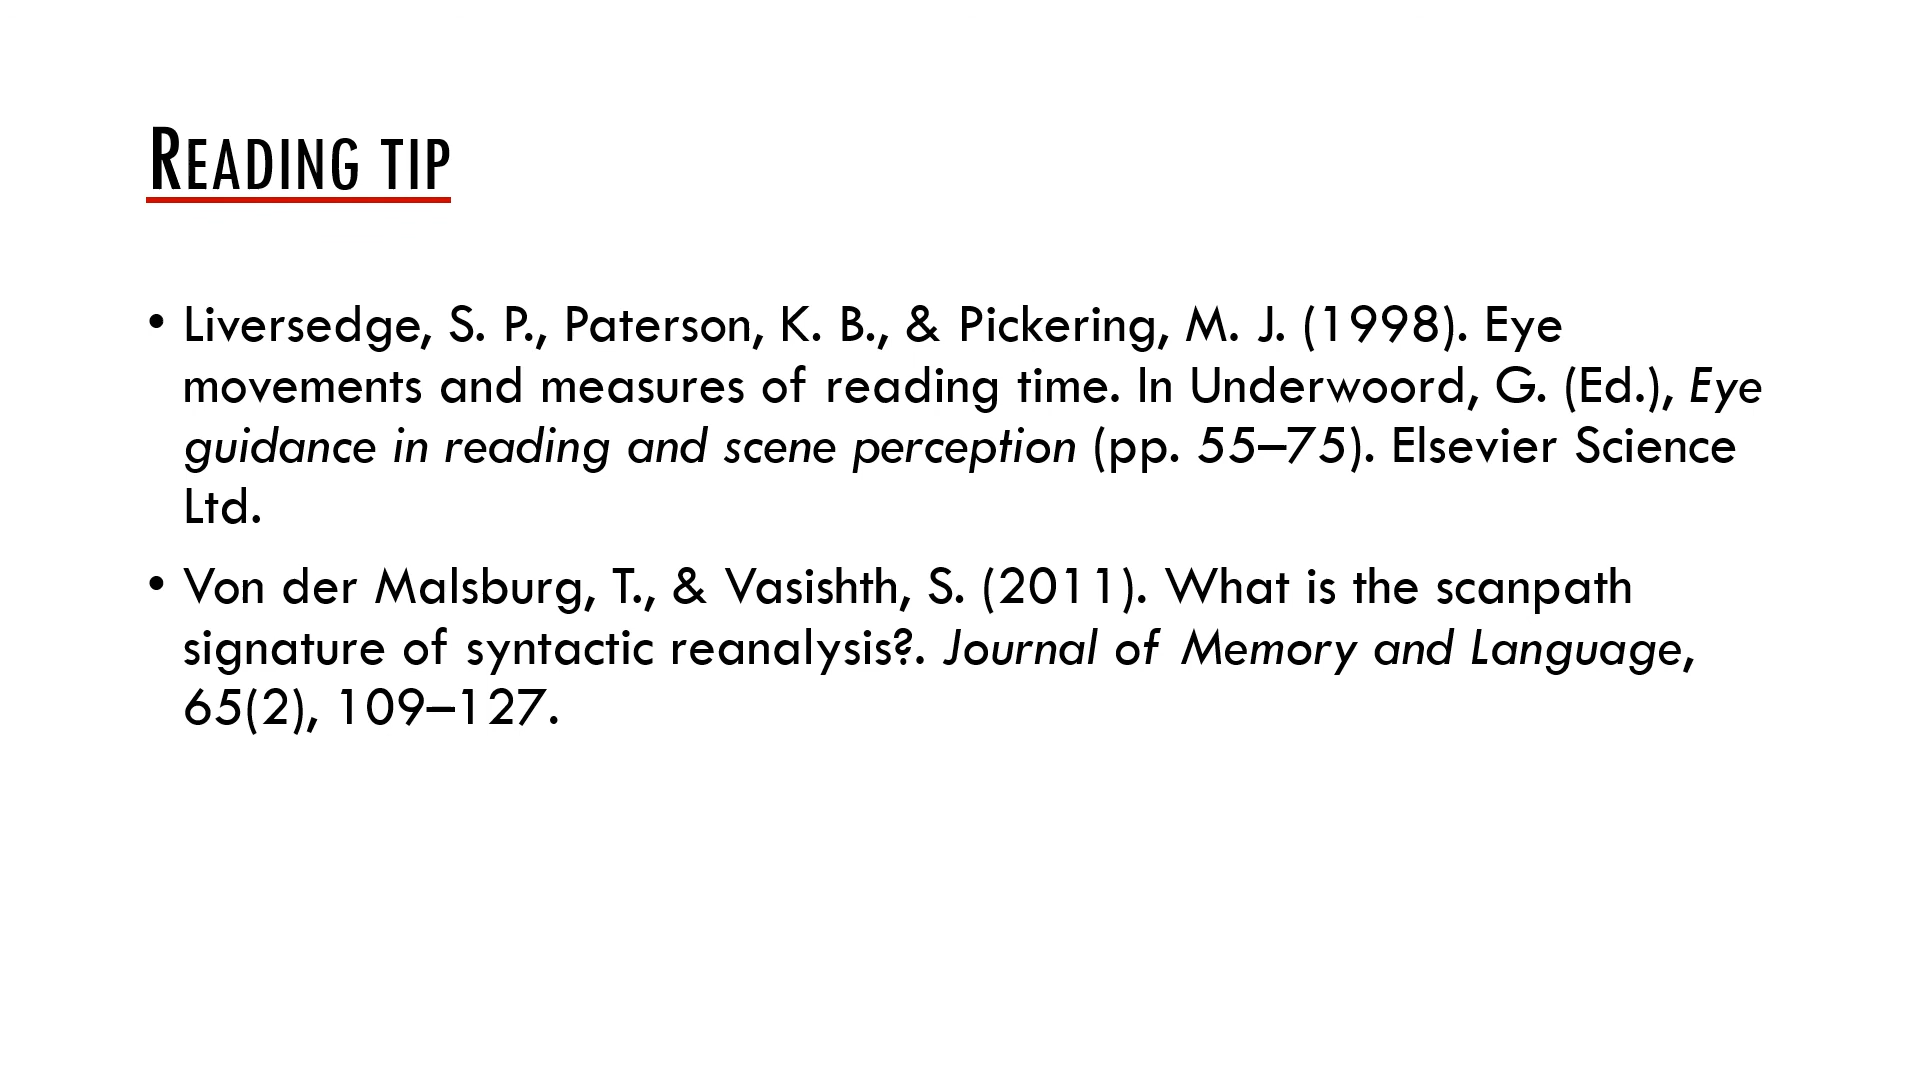 Reading tip
• Liversedge, S. P., Paterson, K. B., & Pickering, M. J. (1998). Eye
movements and measures of reading time. In Underwoord, G. (Ed.), Eye
guidance in reading and scene perception (pp. 55–75). Elsevier Science
Ltd.
• Von der Malsburg, T., & Vasishth, S. (2011). What is the scanpath
signature of syntactic reanalysis?. Journal of Memory and Language,
65(2), 109–127.